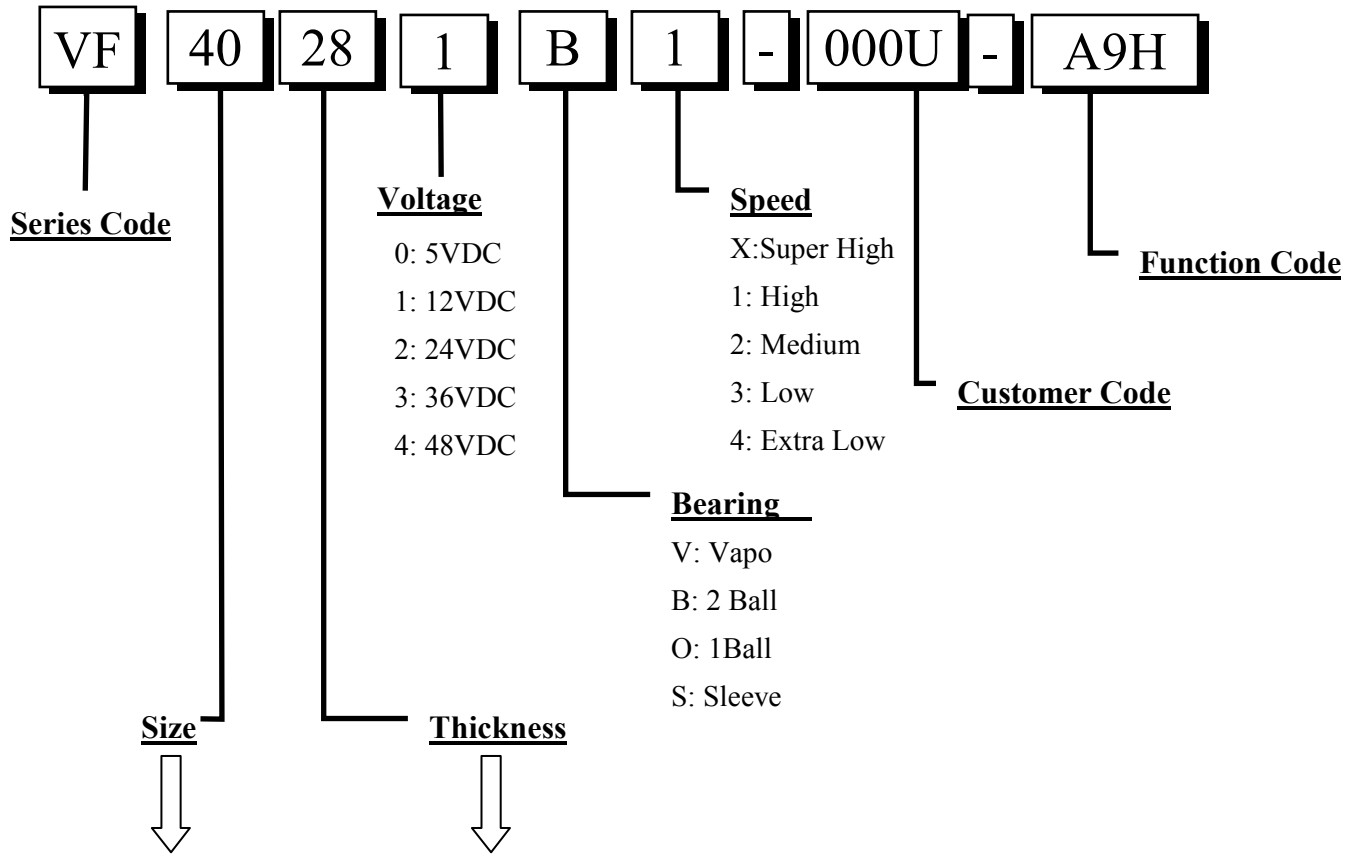 VF 40 28 1 B 1 - 000U - A9H
Series Code
Voltage
0: 5VDC
1: 12VDC
2: 24VDC
3: 36VDC
4: 48VDC
Speed
X:Super High
1: High
2: Medium
3: Low
4: Extra Low
Function Code
Customer Code
Bearing
V: Vapo
B: 2 Ball
O: 1Ball
S: Sleeve
Size
Thickness